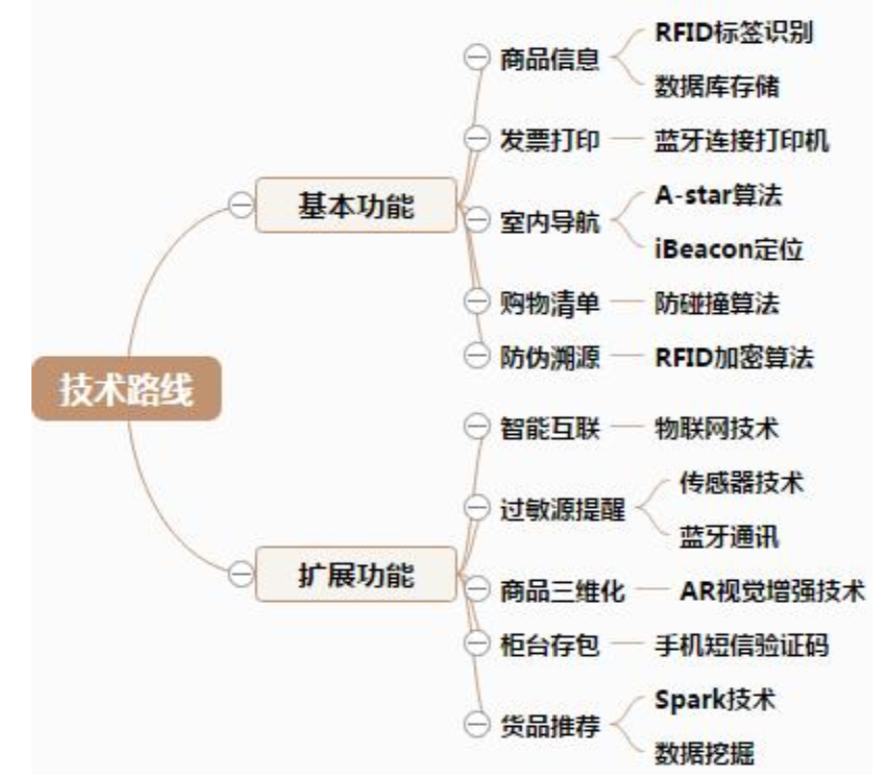 技术路线
基本功能
商品信息
RFID标签识别
数据库存储
发票打印
蓝牙连接打印机
室内导航
A-star算法
iBeacon定位
购物清单
防碰撞算法
防伪溯源
RFID加密算法
扩展功能
智能互联
物联网技术
过敏源提醒
传感器技术
蓝牙通讯
商品三维化
AR视觉增强技术
柜台存包
手机短信验证码
货品推荐
Spark技术
数据挖掘